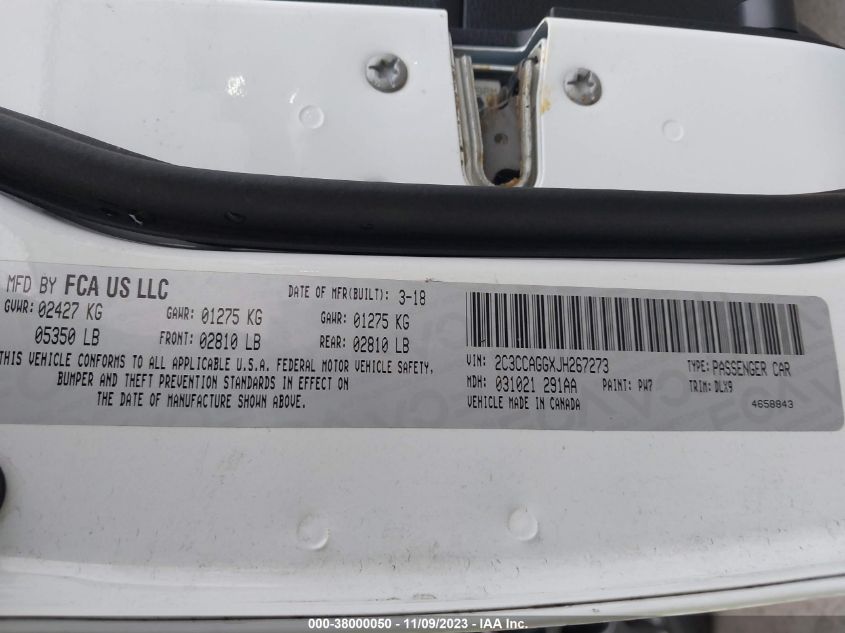 MFD BY FCA US LLC
DATE OF MFR(BUILT): 3-18
GVWR: 02427 KG
GAWR: 01275 KG
GAWR: 01275 KG
05350 LB
FRONT: 02810 LB
REAR: 02810 LB
THIS VEHICLE CONFORMS TO ALL APPLICABLE U.S.A. FEDERAL MOTOR VEHICLE SAFETY,
BUMPER AND THEFT PREVENTION STANDARDS IN EFFECT ON
THE DATE OF MANUFACTURE SHOWN ABOVE.
VIN: 2C3CCAGGXJH267273
TYPE: PASSENGER CAR
MDH: 031021 291AA
PAINT: PW7
TRIM: DLX9
VEHICLE MADE IN CANADA
4658843
000-38000050 — 11/09/2023 — IAA Inc.